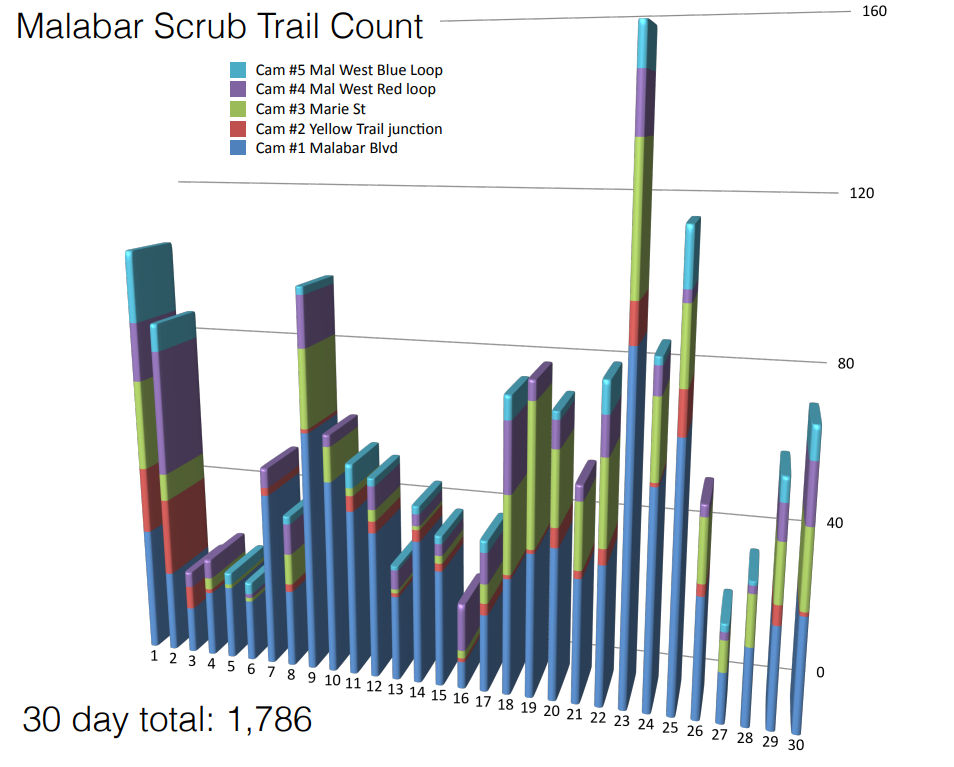 Malabar Scrub Trail Count
160
Cam #5 Mal West Blue Loop
Cam #4 Mal West Red loop
Cam #3 Marie St
Cam #2 Yellow Trail junction
Cam #1 Malabar Blvd
120
80
40
0
1 2 3 4 5 6 7 8 9 10 11 12 13 14 15 16 17 18 19 20 21 22 23 24 25 26 27 28 29 30
30 day total: 1,786